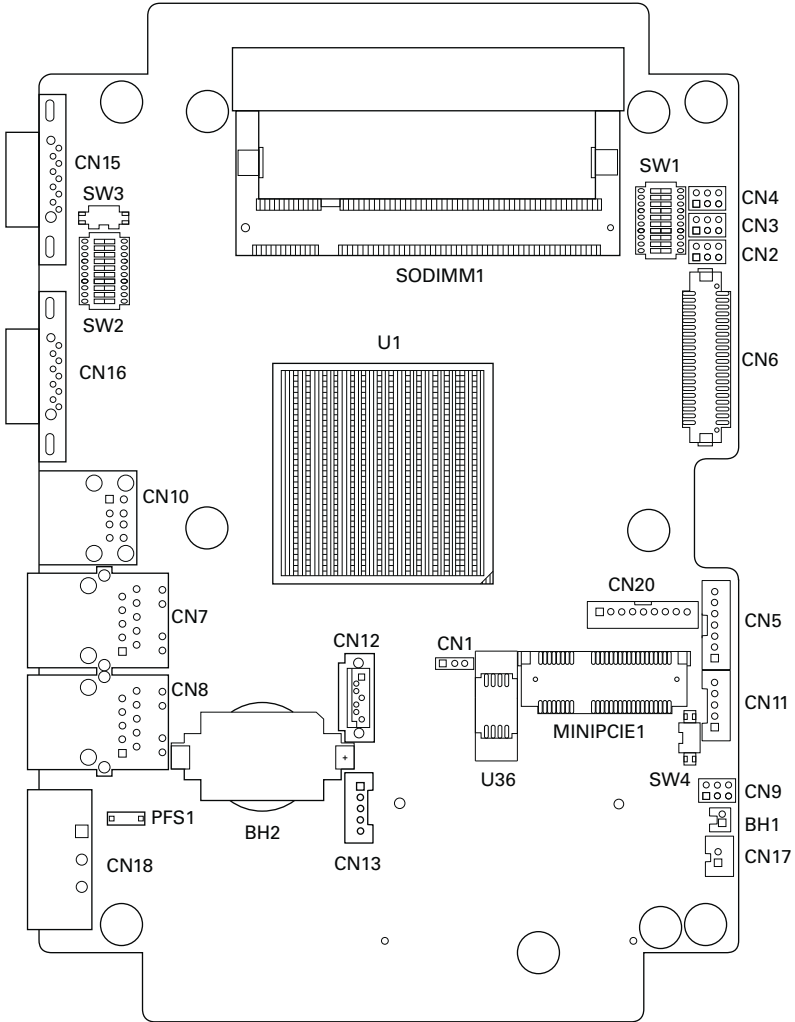 CN15
SW3
SW2
CN16
SODIMM1
SW1
CN4
CN3
CN2
CN6
U1
CN10
CN7
CN8
CN12
CN1
CN20
CN5
CN11
MINIPCIE1
U36
SW4
CN9
BH1
CN17
+
PFS1
BH2
CN13
CN18